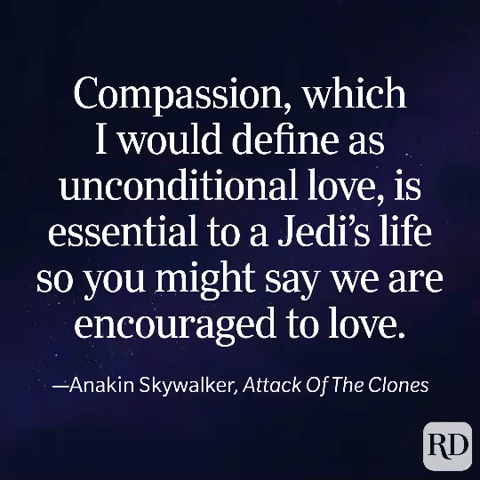 Compassion, which
I would define as
unconditional love, is
essential to a Jedi’s life
so you might say we are
encouraged to love.
—Anakin Skywalker, Attack Of The Clones
RD